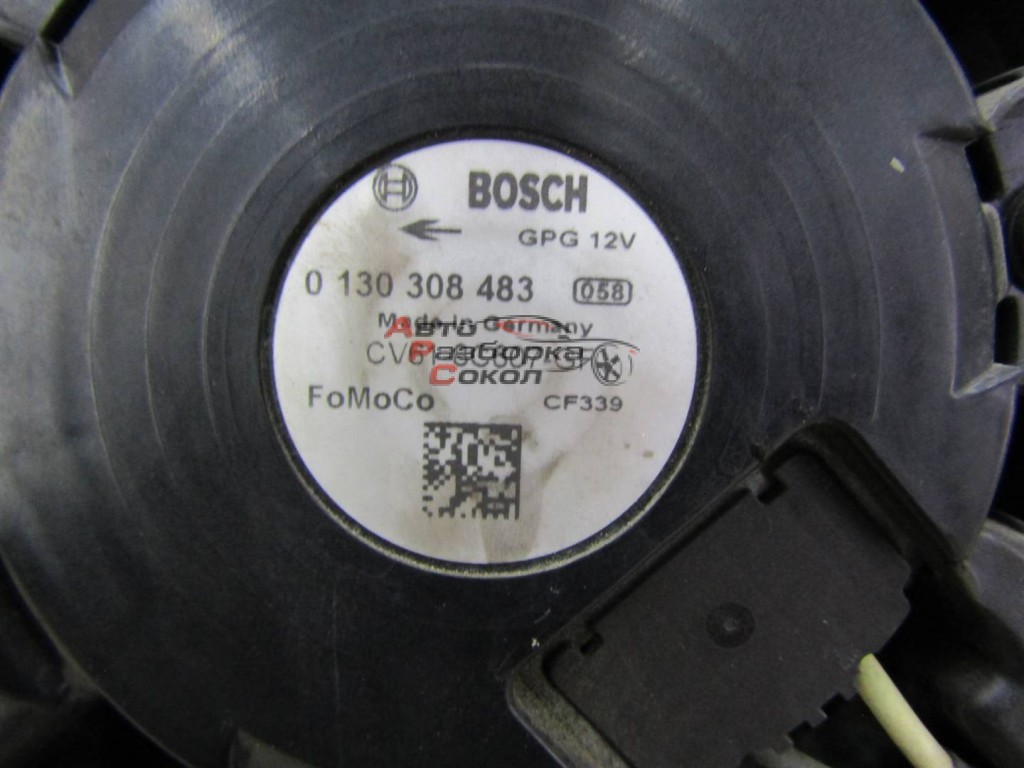 BOSCH
GPG 12V
0 130 308 483 058
Made in Germany
FoMoCo CF339
Авто
Разборка
Сокол